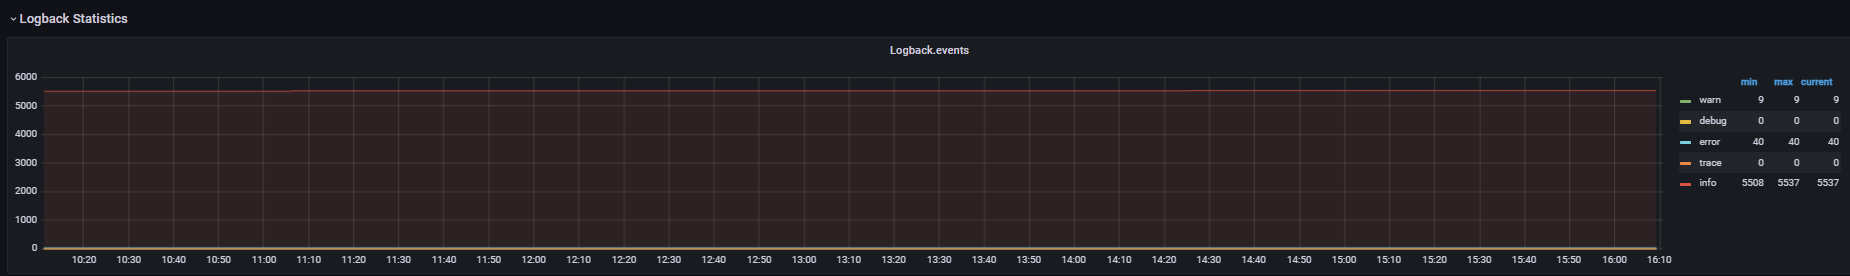 Logback Statistics
Logback.events
6000
5000
4000
3000
2000
1000
0
10:20 10:30 10:40 10:50 11:00 11:10 11:20 11:30 11:40 11:50 12:00 12:10 12:20 12:30 12:40 12:50 13:00 13:10 13:20 13:30 13:40 13:50 14:00 14:10 14:20 14:30 14:40 14:50 15:00 15:10 15:20 15:30 15:40 15:50 16:00 16:10
min max current
warn 9 9 9
debug 0 0 0
error 40 40 40
trace 0 0 0
info 5508 5537 5537